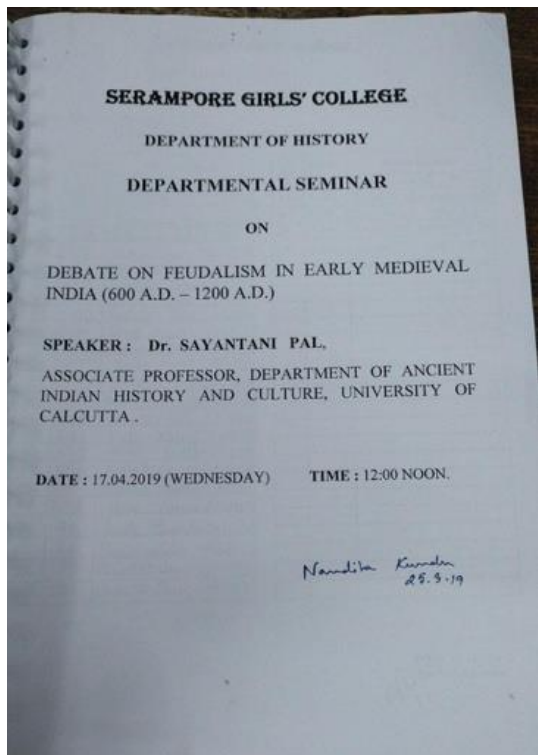 SERAMPORE GIRLS' COLLEGE
DEPARTMENT OF HISTORY
DEPARTMENTAL SEMINAR
ON
DEBATE ON FEUDALISM IN EARLY MEDIEVAL
INDIA (600 A.D. – 1200 A.D.)
SPEAKER : Dr. SAYANTANI PAL,
ASSOCIATE PROFESSOR, DEPARTMENT OF ANCIENT
INDIAN HISTORY AND CULTURE, UNIVERSITY OF
CALCUTTA .
DATE : 17.04.2019 (WEDNESDAY) TIME : 12:00 NOON.
Nandita Kundu
25.3.19